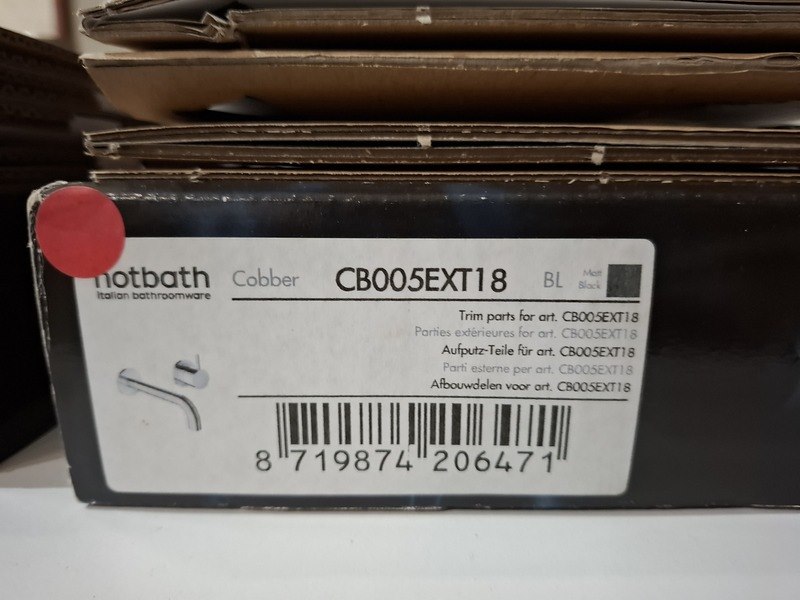 hotbath Cobber CB005EXT18 BL Matt Black
italian bathroomware
Trim parts for art. CB005EXT18
Parties extérieures for art. CB005EXT18
Aufputz-Teile für art. CB005EXT18
Parti esterne per art. CB005EXT18
Afbouwdelen voor art. CB005EXT18
8 719874 206471